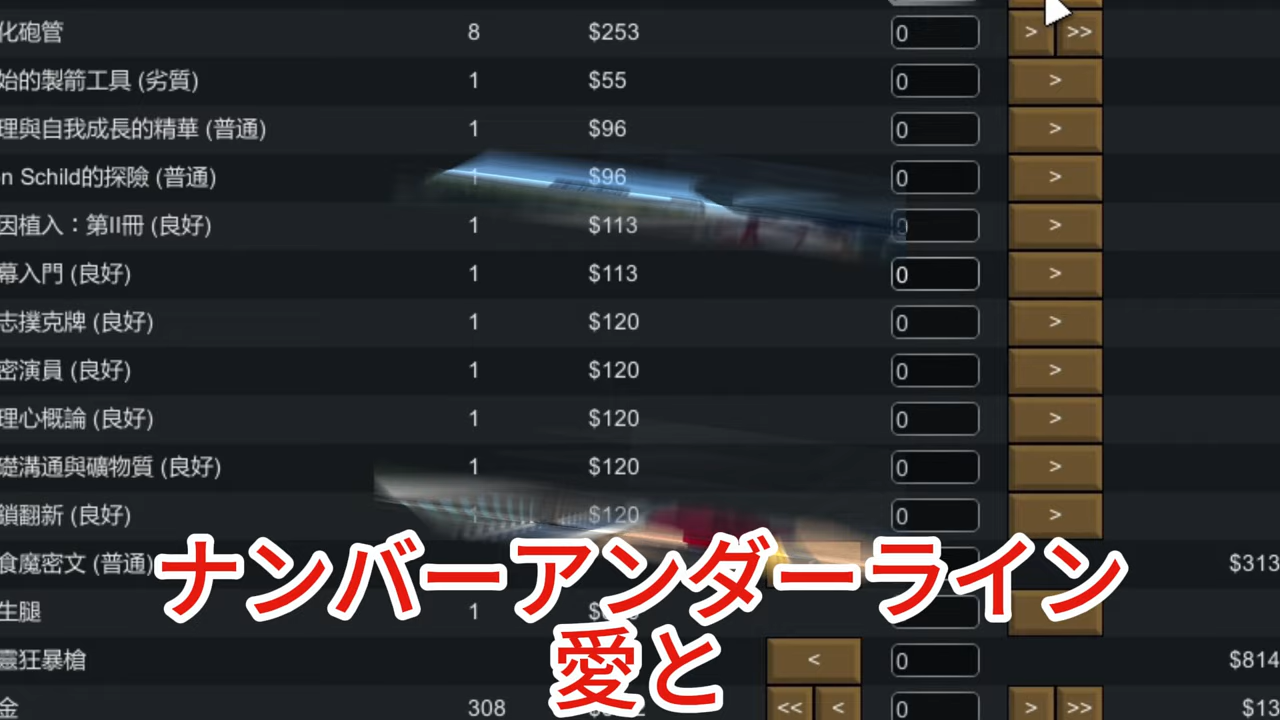 化砲管 8 $253 0 > >>
始的製箭工具 (劣質) 1 $55 0 >
理與自我成長的精華 (普通) 1 $96 0 >
n Schild的探險 (普通) 1 $96 0 >
因植入：第II冊 (良好) 1 $113 0 >
幕入門 (良好) 1 $113 0 >
志撲克牌 (良好) 1 $120 0 >
密演員 (良好) 1 $120 0 >
理心概論 (良好) 1 $120 0 >
礎溝通與礦物質 (良好) 1 $120 0 >
鎖翻新 (良好) 1 $120 0 >
食魔密文 (普通) $313
ナンバーアンダーライン
生腿 1
愛と
靈狂暴槍 < 0 $814
金 308 << < 0 > >> $13